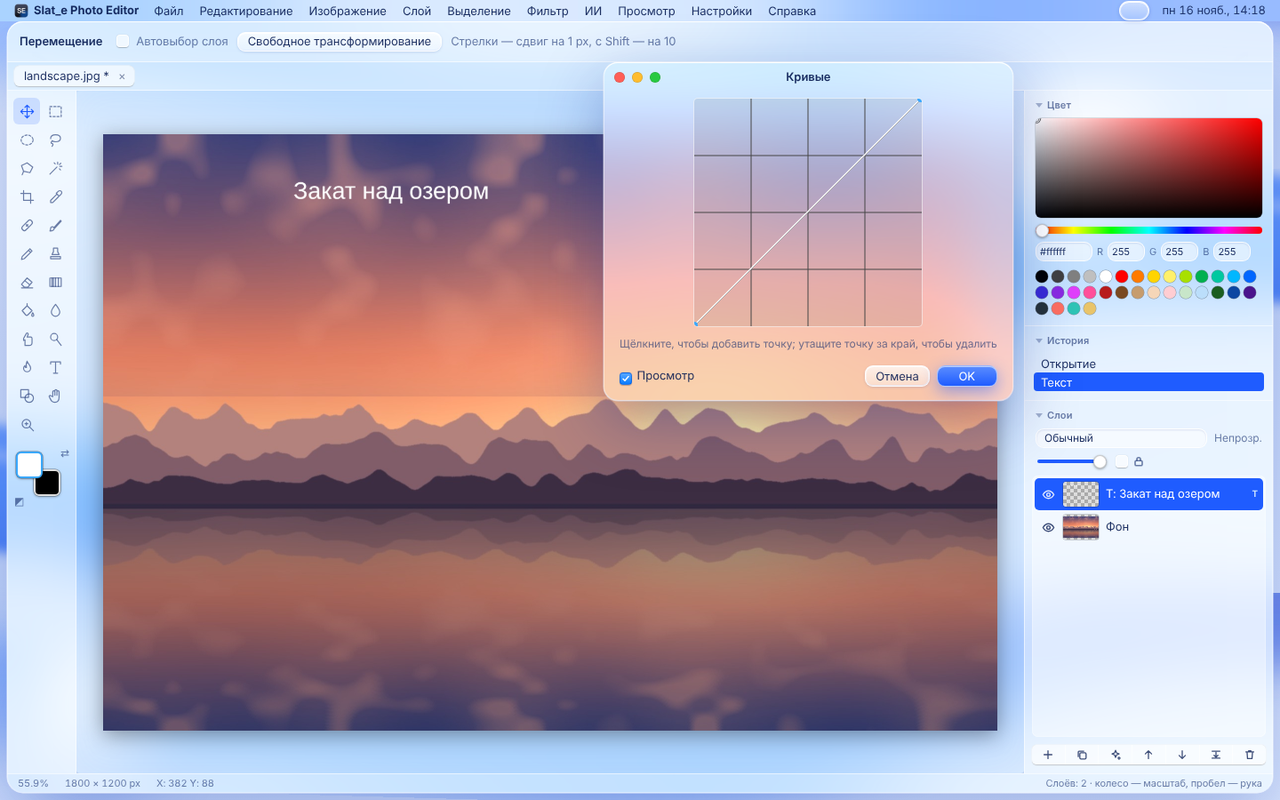 Slat_e Photo Editor Файл Редактирование Изображение Слой Выделение Фильтр ИИ Просмотр Настройки Справка пн 16 нояб., 14:18
Перемещение Автовыбор слоя Свободное трансформирование Стрелки — сдвиг на 1 px, с Shift — на 10
landscape.jpg * ×
Кривые
Щёлкните, чтобы добавить точку; утащите точку за край, чтобы удалить
Просмотр Отмена OK
Закат над озером
Цвет
#ffffff R 255 G 255 B 255
История
Открытие
Текст
Слои
Обычный Непрозр.
T: Закат над озером T
Фон
55.9% 1800 × 1200 px X: 382 Y: 88 Слоёв: 2 · колесо — масштаб, пробел — рука